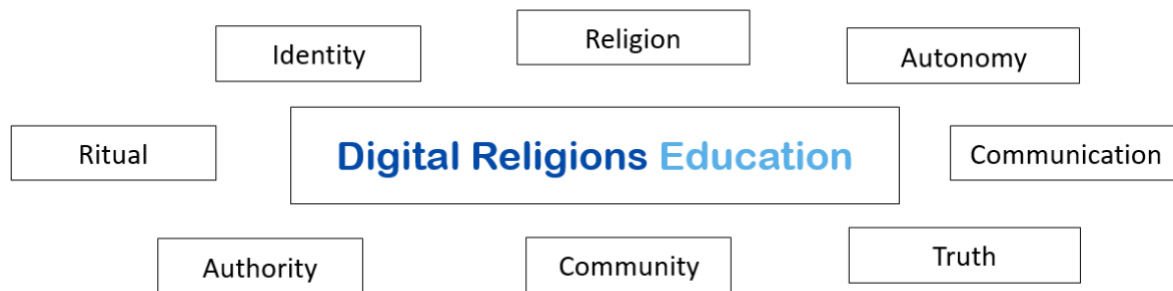 Religion
Identity
Autonomy
Ritual
Digital Religions Education
Communication
Authority
Community
Truth